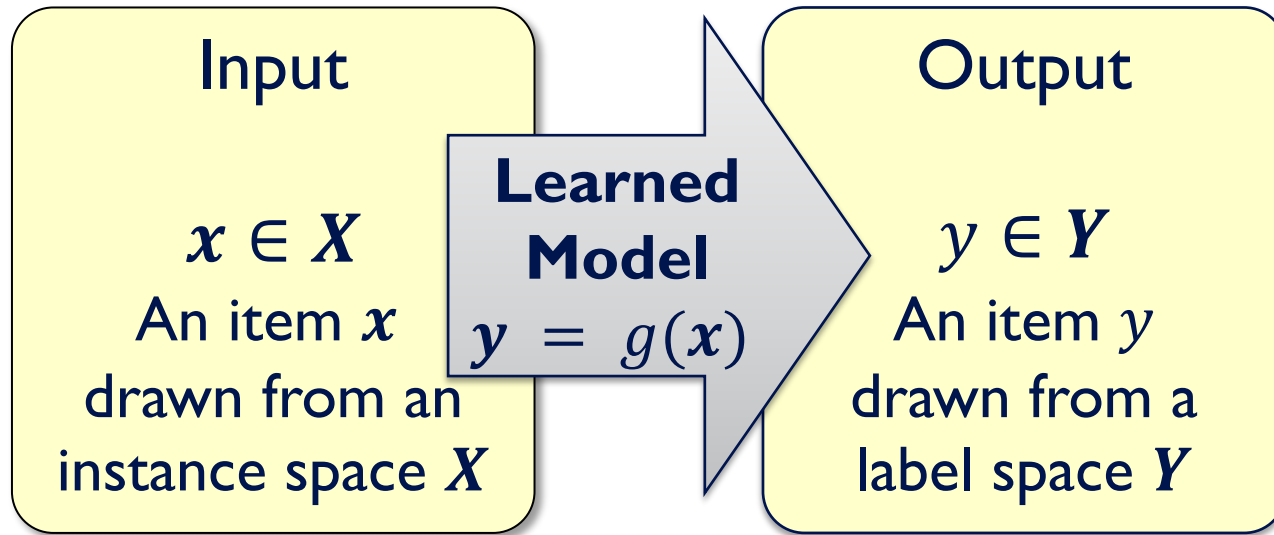 Input
x ∈ X
An item x
drawn from an
instance space X
Learned
Model
y = g(x)
Output
y ∈ Y
An item y
drawn from a
label space Y